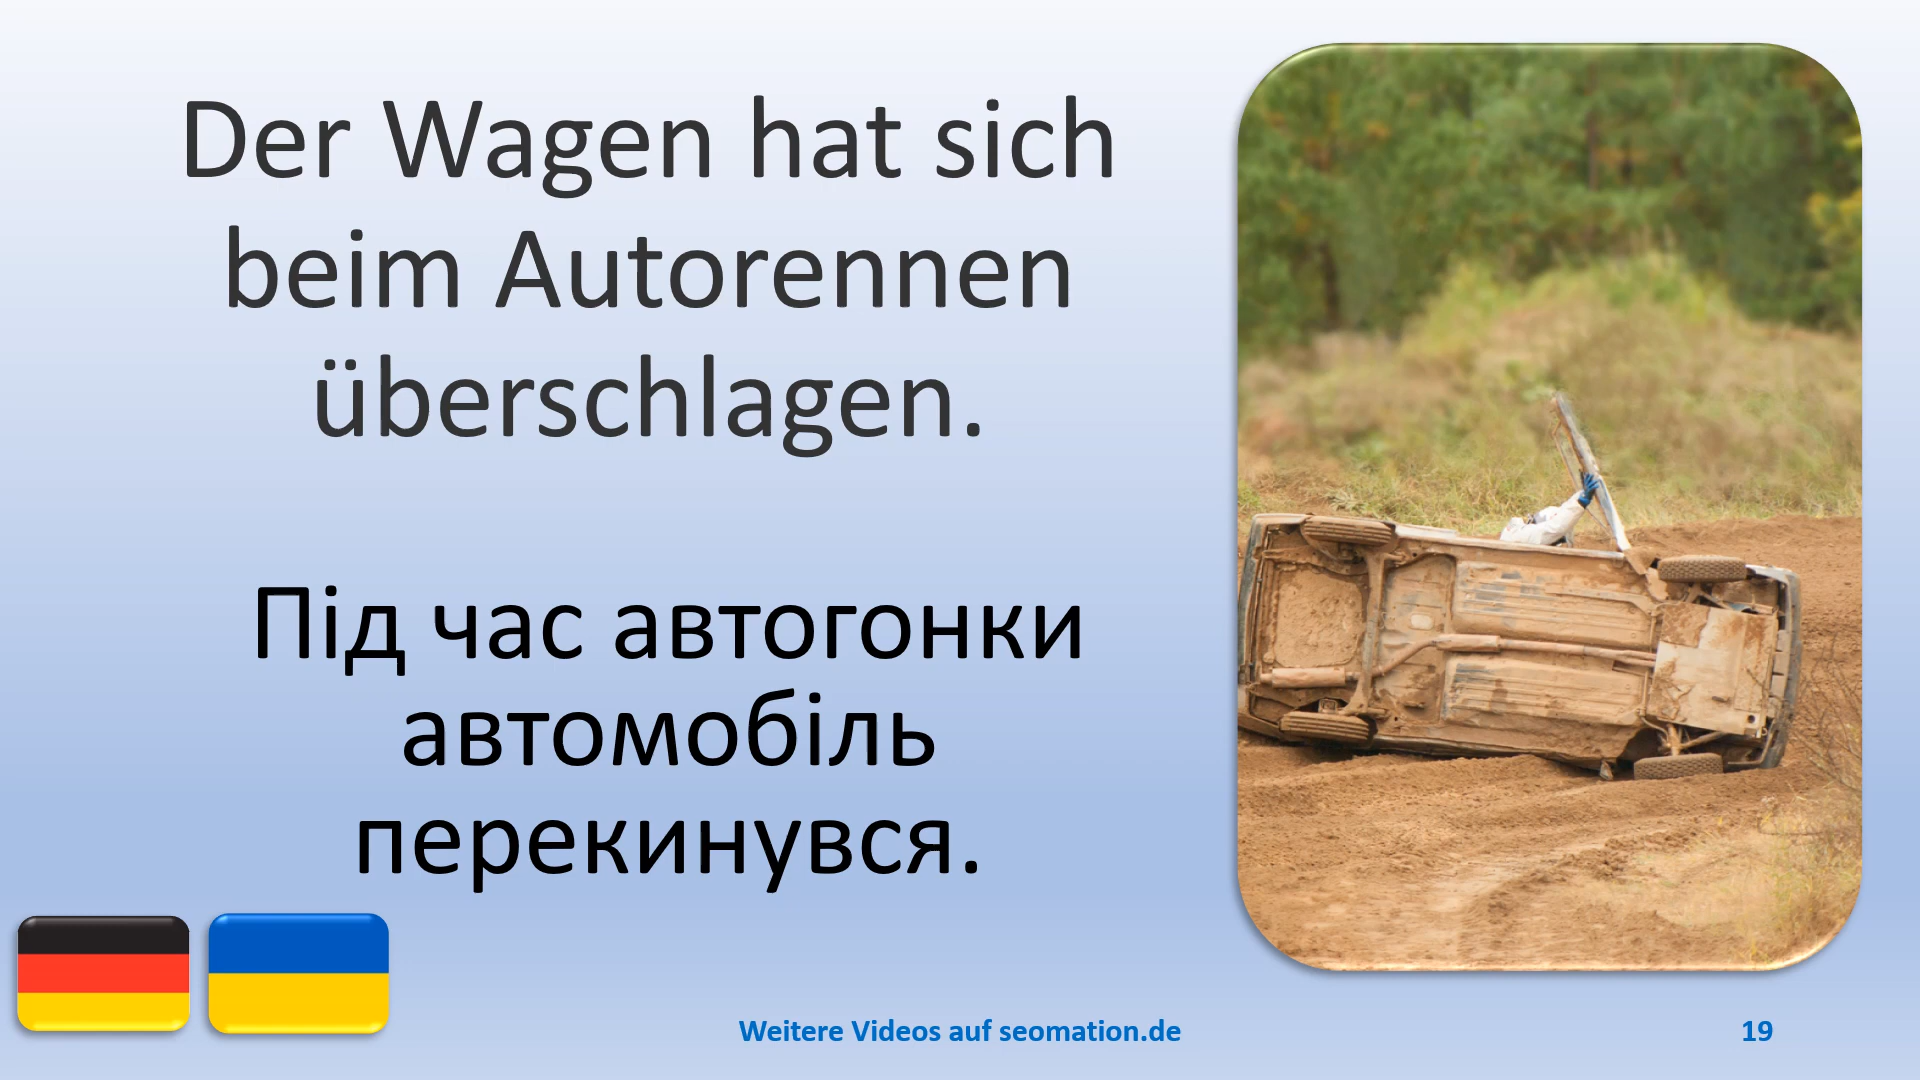 Der Wagen hat sich
beim Autorennen
überschlagen.
Під час автогонки
автомобіль
перекинувся.
Weitere Videos auf seomation.de
19